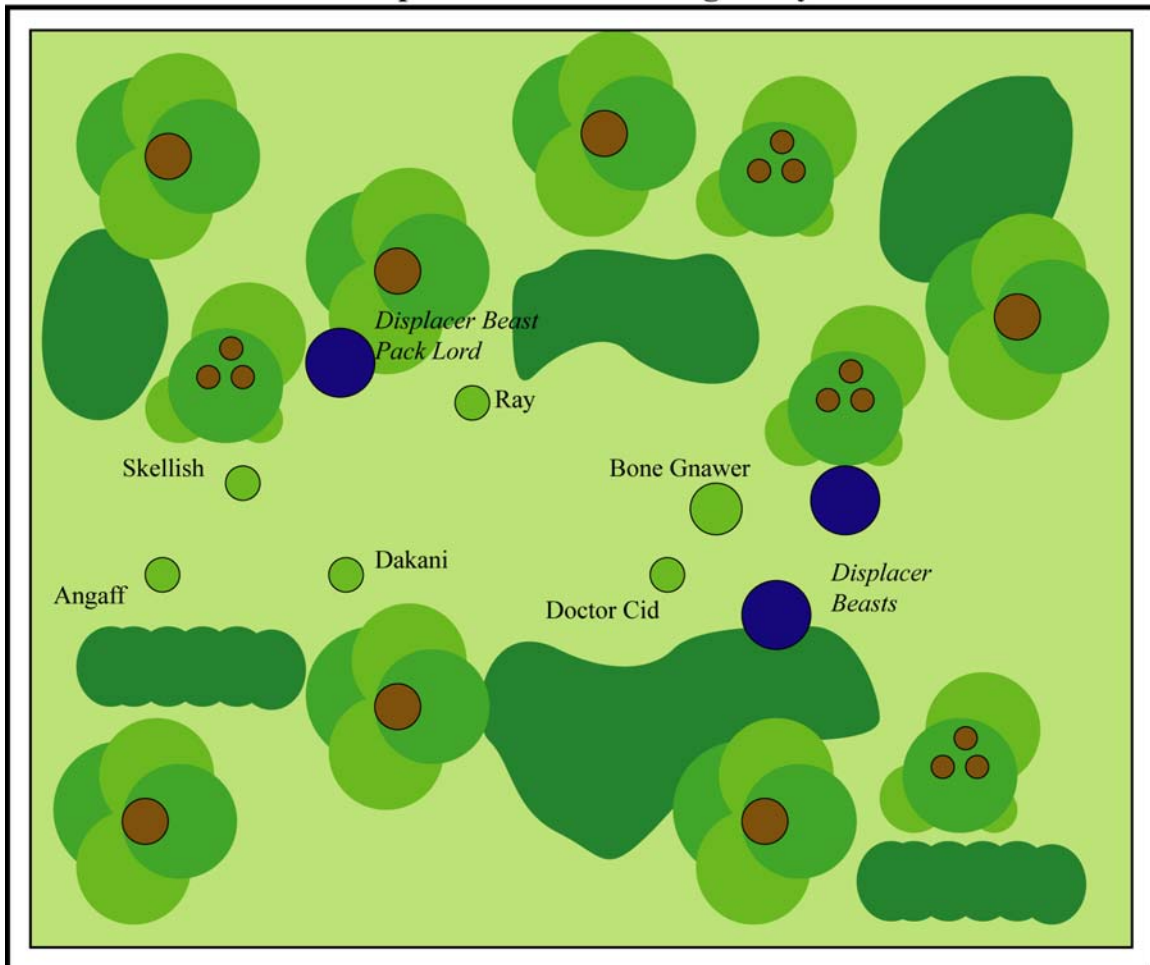 Displacer Beast
Pack Lord
Ray
Skellish
Bone Gnawer
Dakani
Displacer
Beasts
Angaff
Doctor Cid